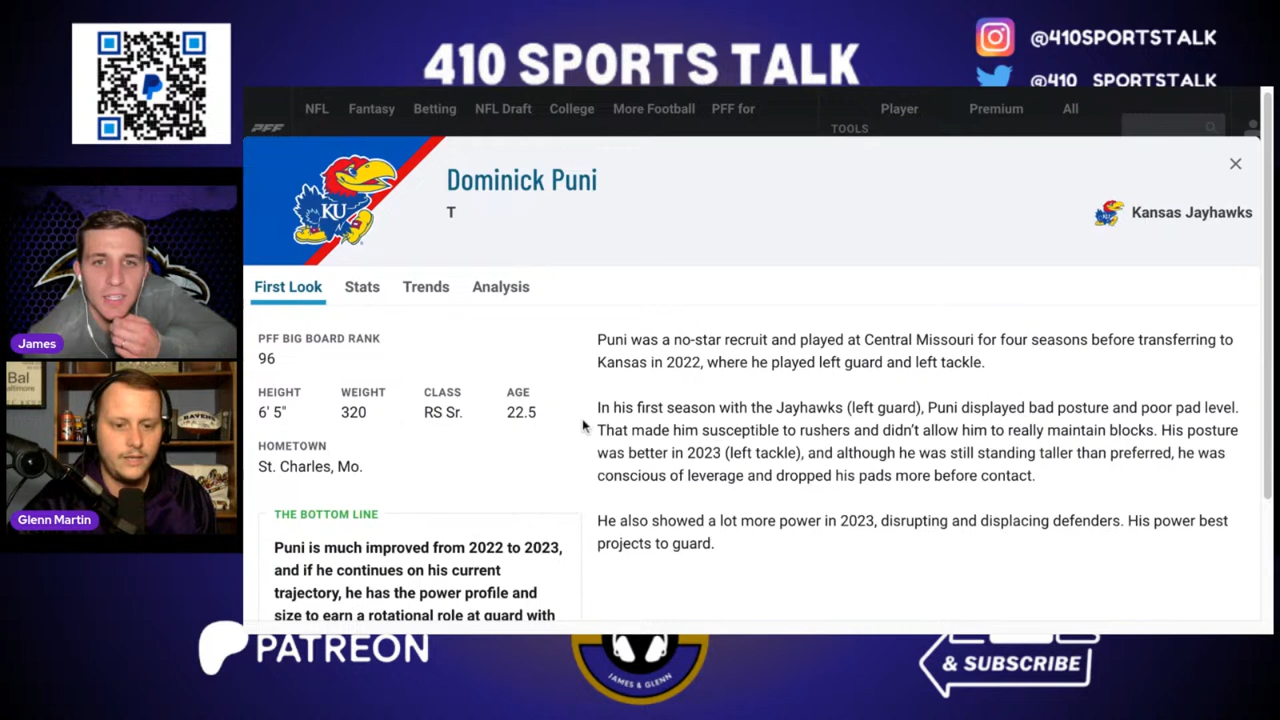 410 SPORTS TALK
@410SPORTSTALK
@410_SPORTSTALK
NFL Fantasy Betting NFL Draft College More Football PFF for Player Premium All
PFF
TOOLS
KU
Dominick Puni
T
Kansas Jayhawks
First Look Stats Trends Analysis
PFF BIG BOARD RANK
96
HEIGHT WEIGHT CLASS AGE
6' 5" 320 RS Sr. 22.5
HOMETOWN
St. Charles, Mo.
THE BOTTOM LINE
Puni is much improved from 2022 to 2023,
and if he continues on his current
trajectory, he has the power profile and
size to earn a rotational role at guard with
Puni was a no-star recruit and played at Central Missouri for four seasons before transferring to
Kansas in 2022, where he played left guard and left tackle.
In his first season with the Jayhawks (left guard), Puni displayed bad posture and poor pad level.
That made him susceptible to rushers and didn't allow him to really maintain blocks. His posture
was better in 2023 (left tackle), and although he was still standing taller than preferred, he was
conscious of leverage and dropped his pads more before contact.
He also showed a lot more power in 2023, disrupting and displacing defenders. His power best
projects to guard.
James
Bal
altimore
RAVENS
Glenn Martin
PATREON
JAMES & GLENN
& SUBSCRIBE